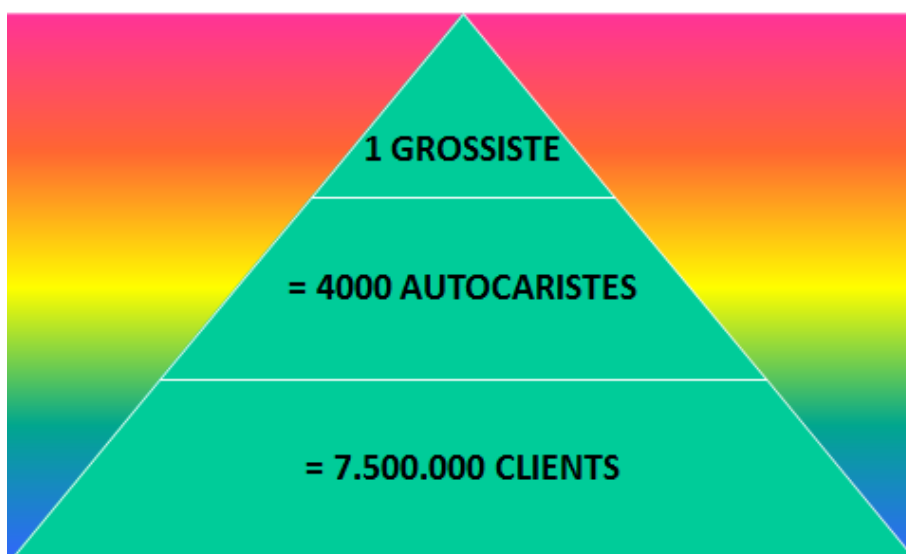 1 GROSSISTE
= 4000 AUTOCARISTES
= 7.500.000 CLIENTS